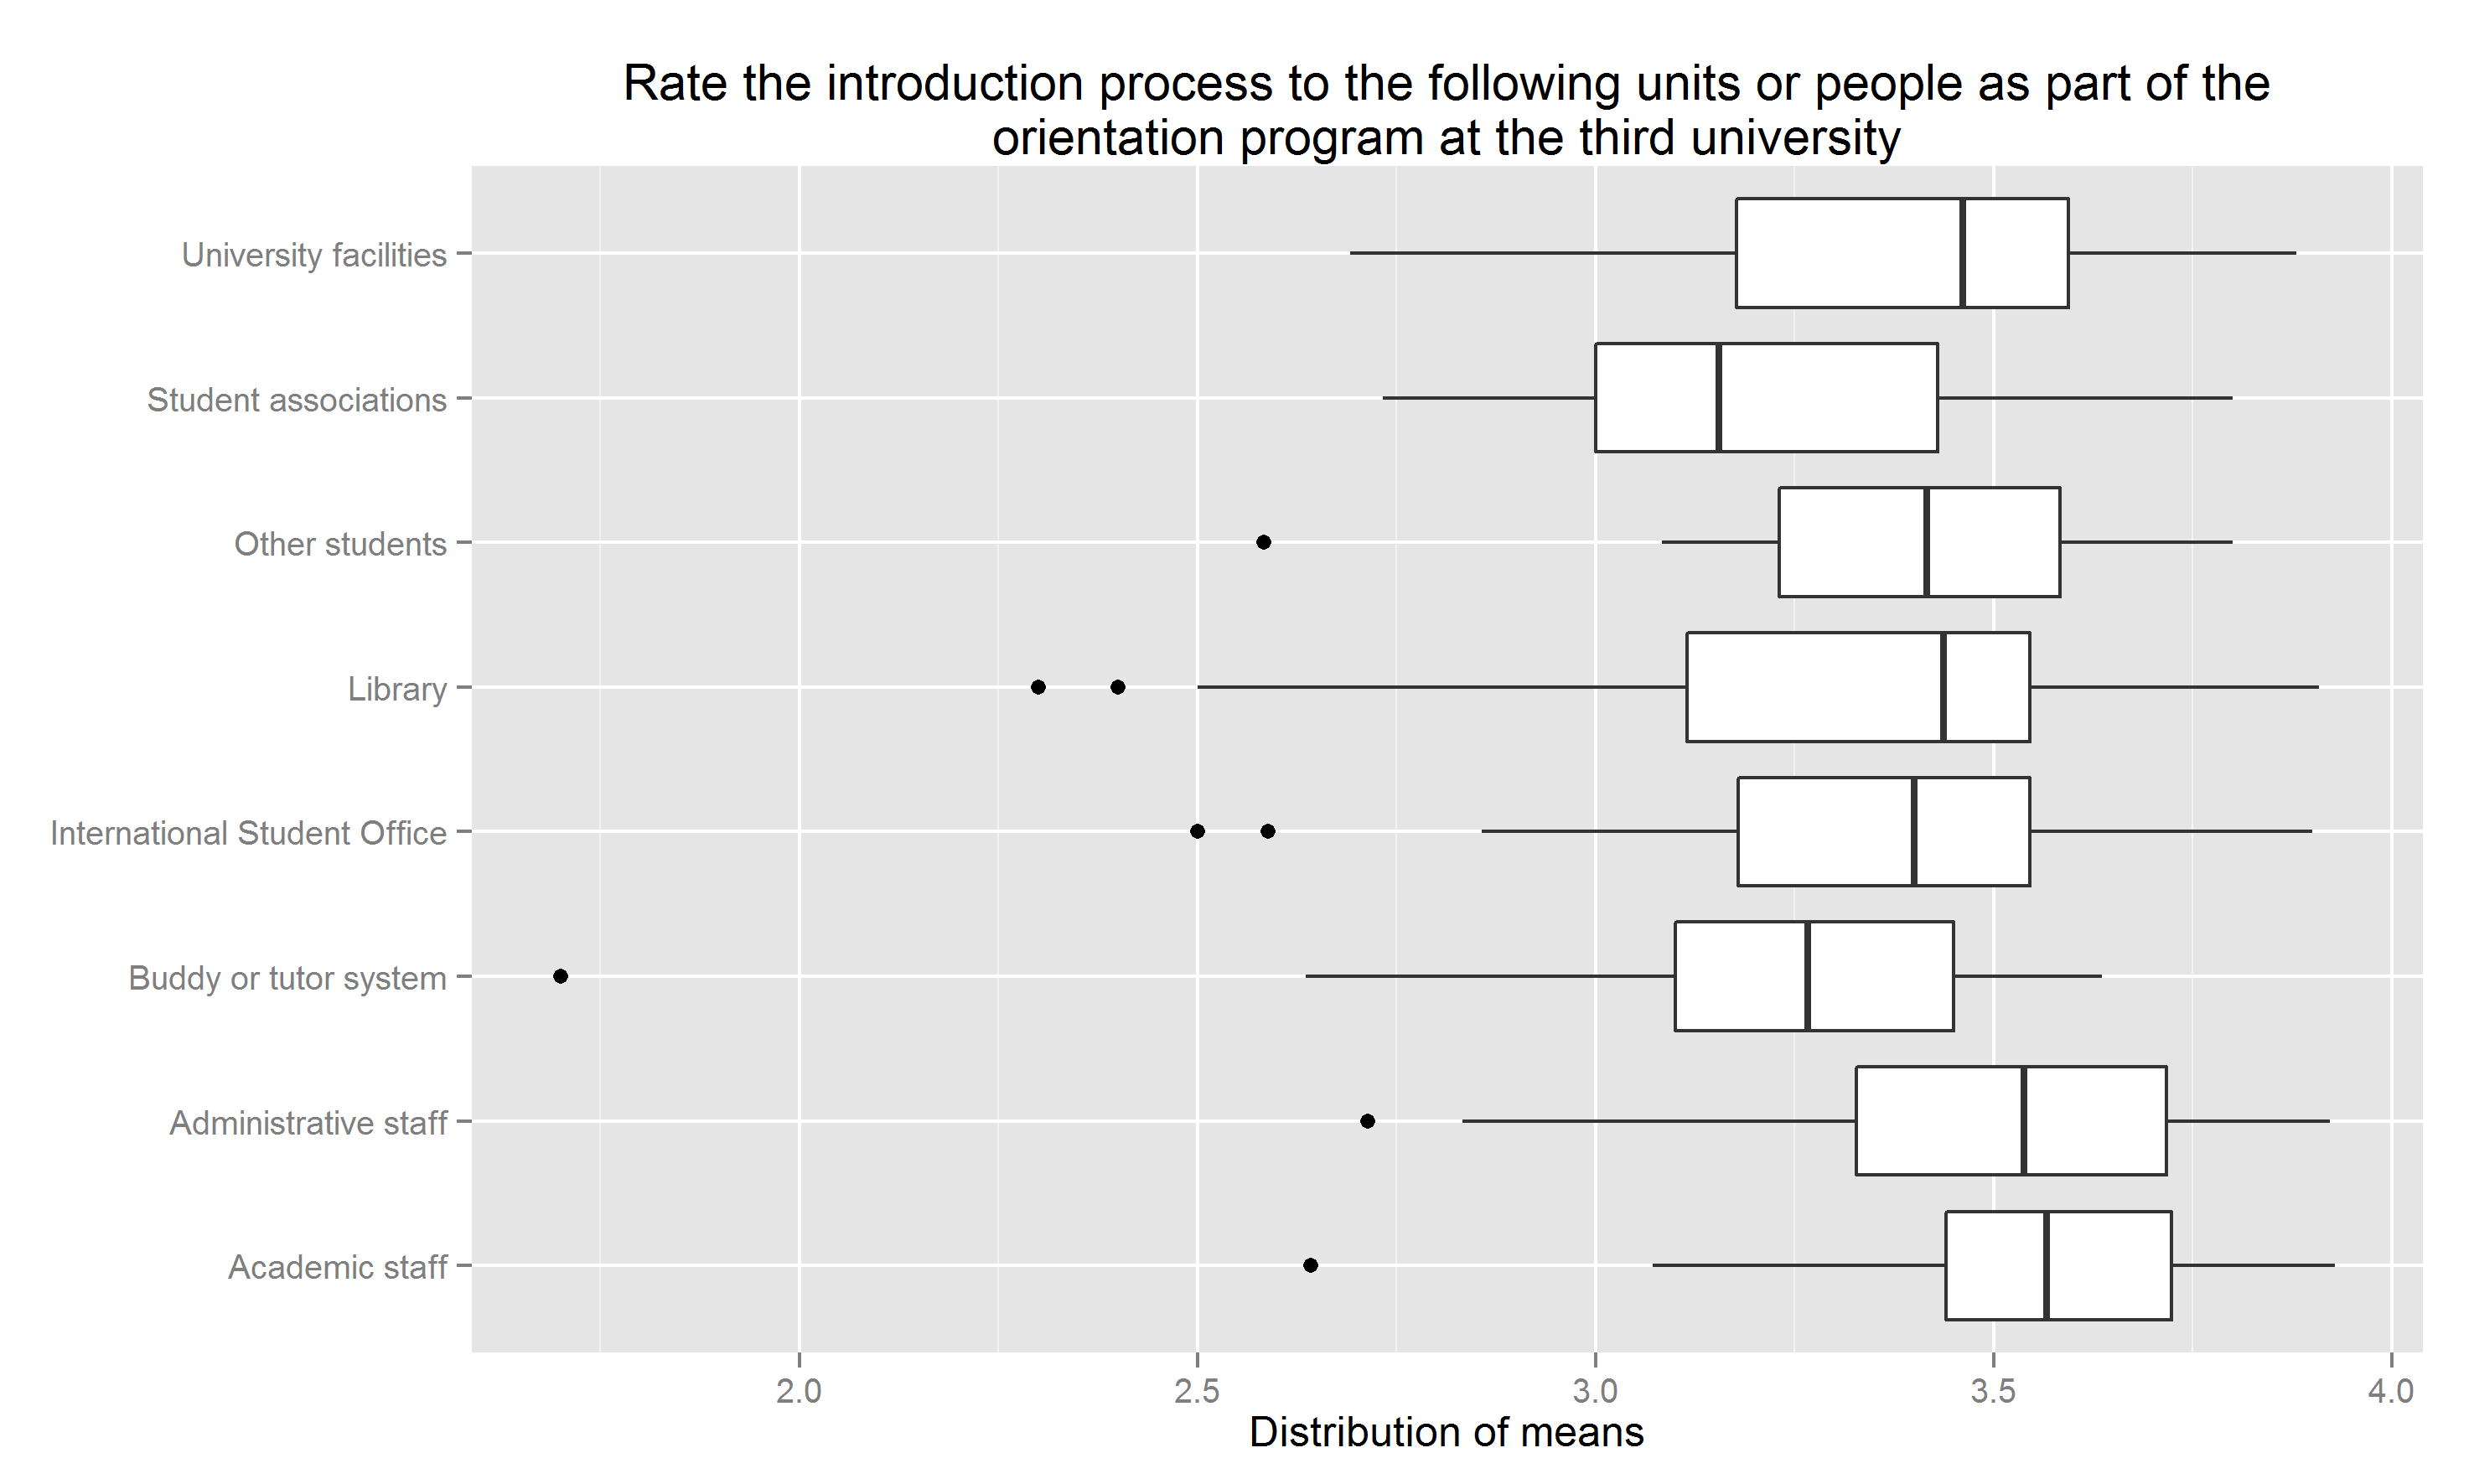 Rate the introduction process to the following units or people as part of the
orientation program at the third university
University facilities
Student associations
Other students
Library
International Student Office
Buddy or tutor system
Administrative staff
Academic staff
2.0 2.5 3.0 3.5 4.0
Distribution of means